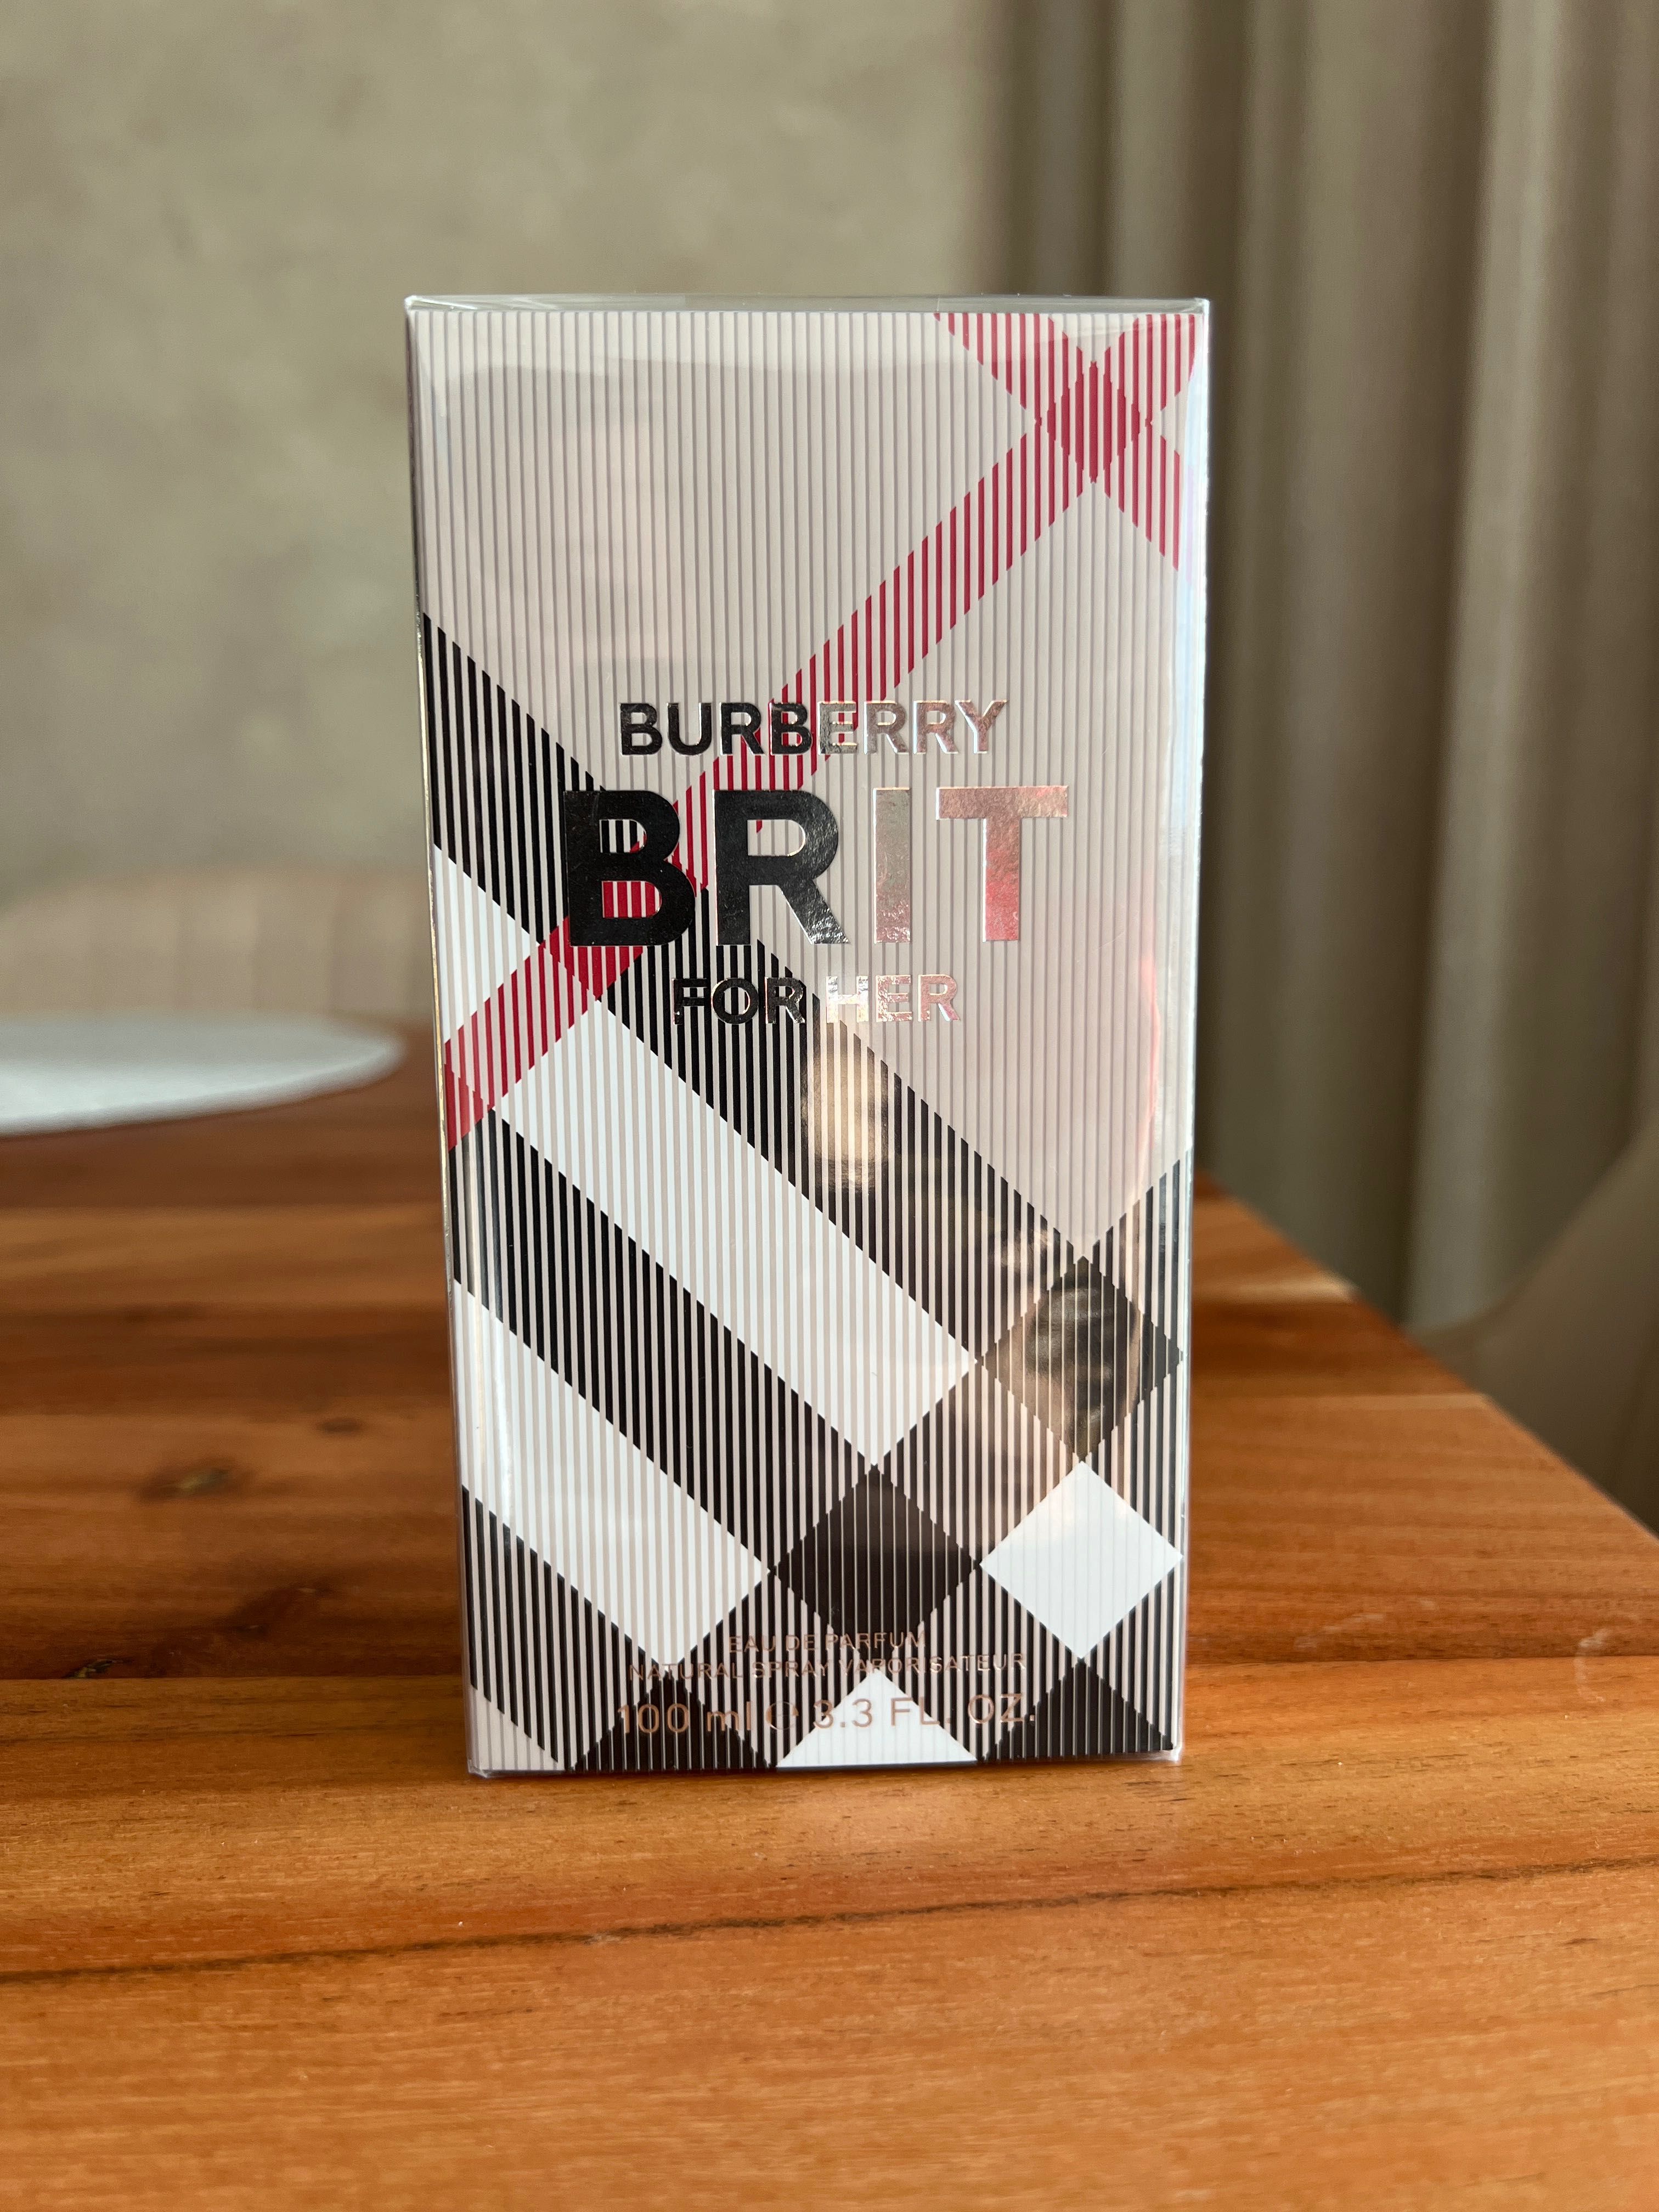 BURBERRY
BRIT
FOR HER
EAU DE PARFUM
NATURAL SPRAY VAPORISATEUR
100 ml ℮ 3.3 FL. OZ.